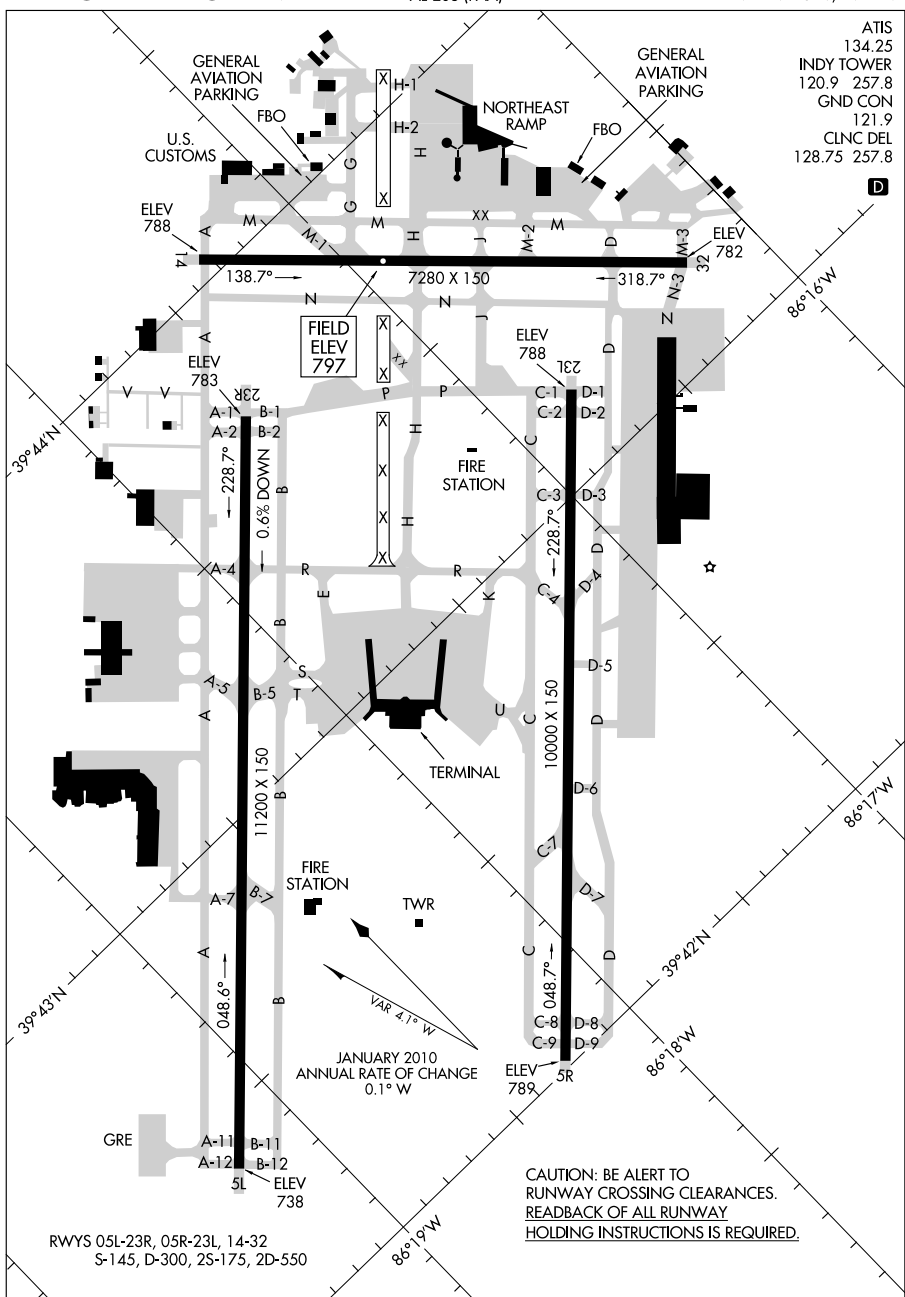 AL-203 (FAA)
ATIS
134.25
INDY TOWER
120.9 257.8
GND CON
121.9
CLNC DEL
128.75 257.8
D
GENERAL
AVIATION
PARKING
FBO
U.S.
CUSTOMS
H-1
H-2
H
G
G
NORTHEAST
RAMP
GENERAL
AVIATION
PARKING
FBO
ELEV
788
A
M
M-1
M
H
XX
J
M-2
M
D
M-3
ELEV
782
14
32
138.7°
7280 X 150
318.7°
N-3
86°16'W
X
X
X
X
XX
N
N
J
N
D
A
FIELD
ELEV
797
ELEV
783
23R
ELEV
788
23L
V
V
P
P
A-1
B-1
A-2
B-2
C-1
D-1
C-2
D-2
39°44'N
228.7°
0.6% DOWN
B
X
X
X
X
H
H
C
FIRE
STATION
C-3
D-3
228.7°
D
A-4
R
R
E
B
K
C-4
D-4
S
A-5
B-5
T
A
U
C
D-5
D
11200 X 150
10000 X 150
TERMINAL
B
D-6
86°17'W
C-7
D-7
FIRE
STATION
TWR
A-7
B-7
A
B
C
D
39°42'N
048.6°
048.7°
39°43'N
VAR 4.1° W
JANUARY 2010
ANNUAL RATE OF CHANGE
0.1° W
C-8
D-8
C-9
D-9
ELEV
789
5R
86°18'W
GRE
A-11
B-11
A-12
B-12
5L
ELEV
738
86°19'W
CAUTION: BE ALERT TO
RUNWAY CROSSING CLEARANCES.
READBACK OF ALL RUNWAY
HOLDING INSTRUCTIONS IS REQUIRED.
RWYS 05L-23R, 05R-23L, 14-32
S-145, D-300, 2S-175, 2D-550